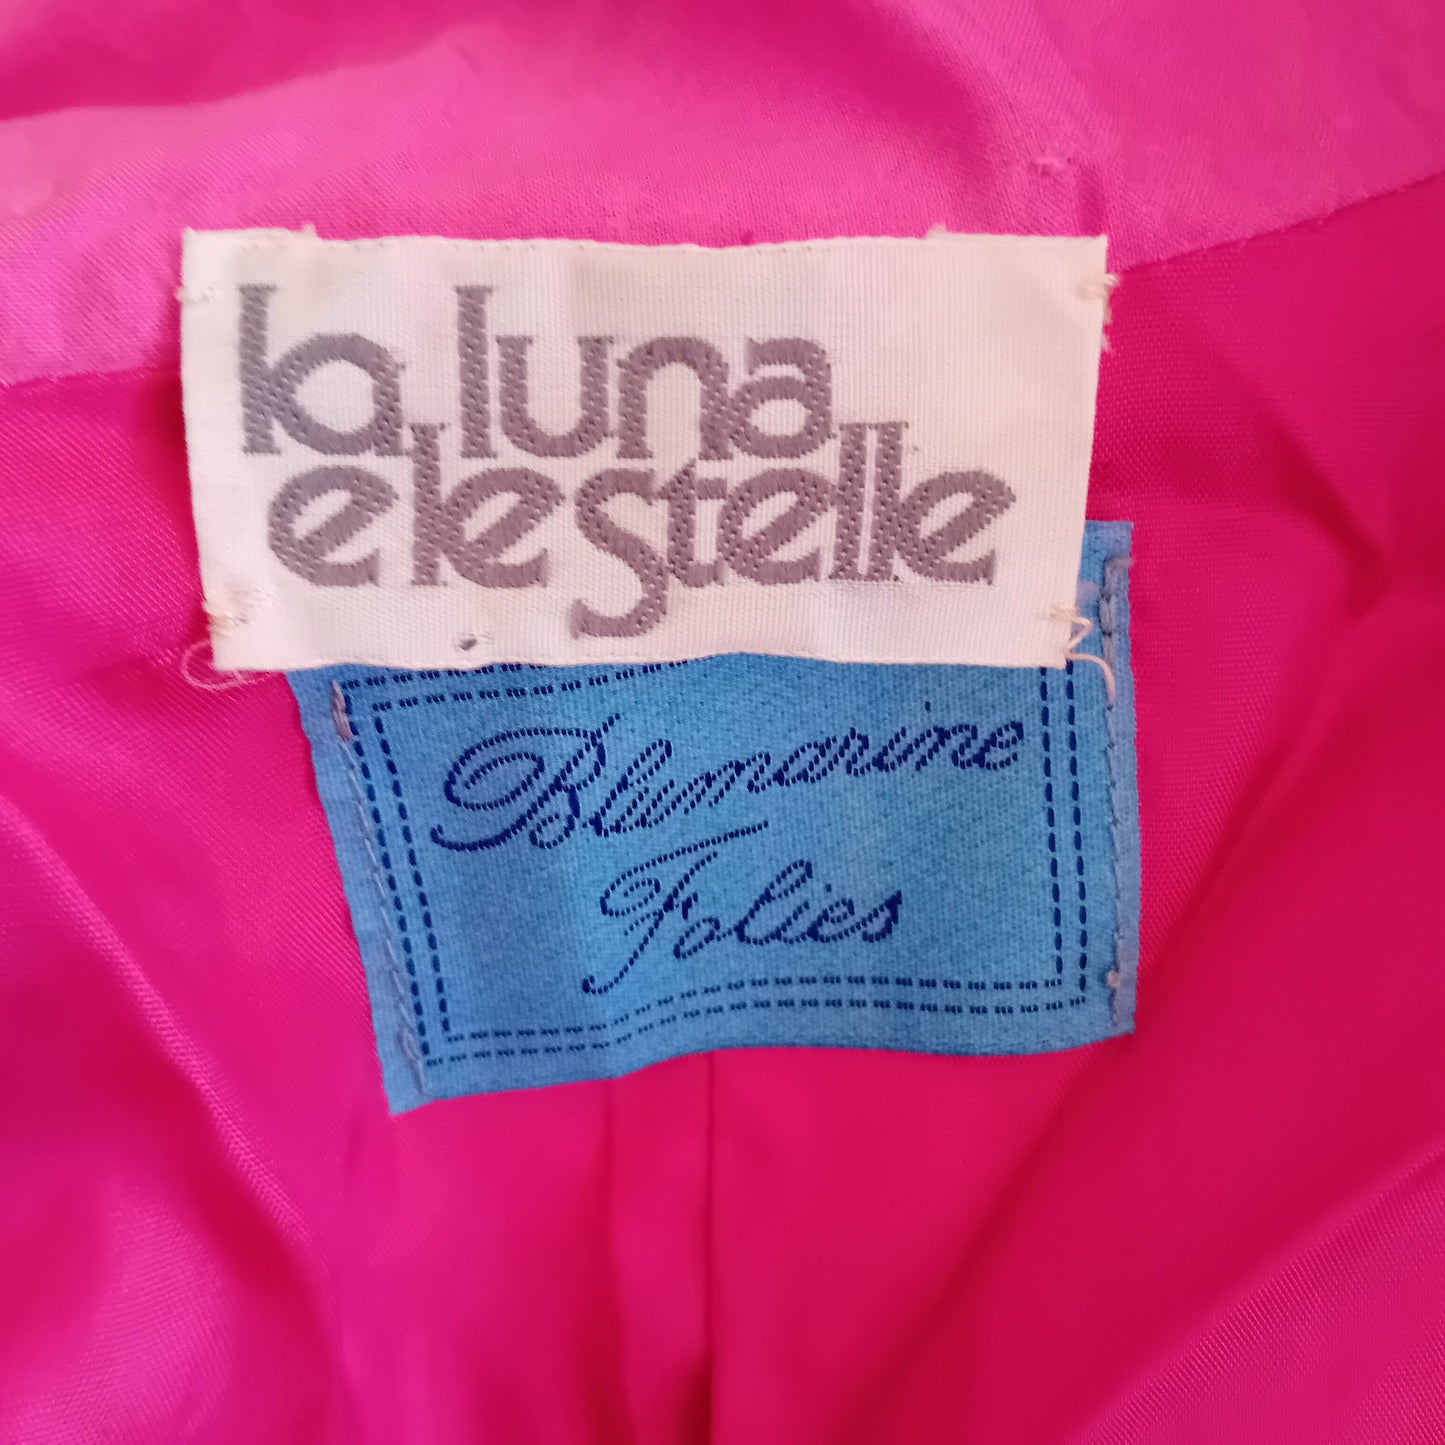 la luna
e le stelle
Blumarine
Folies